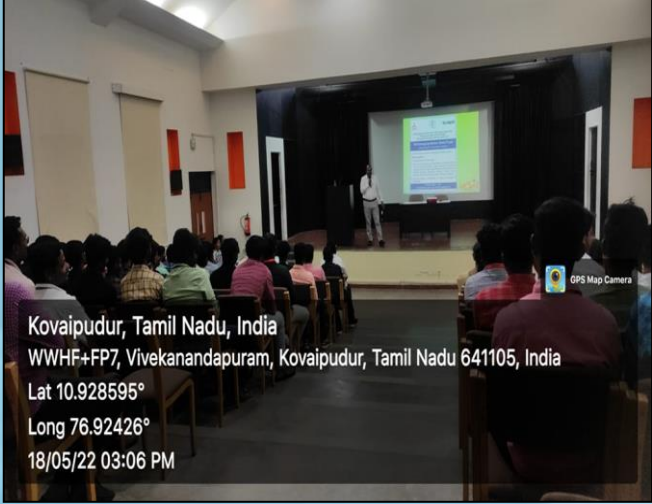 GPS Map Camera
Kovaipudur, Tamil Nadu, India
WWHF+FP7, Vivekanandapuram, Kovaipudur, Tamil Nadu 641105, India
Lat 10.928595°
Long 76.92426°
18/05/22 03:06 PM